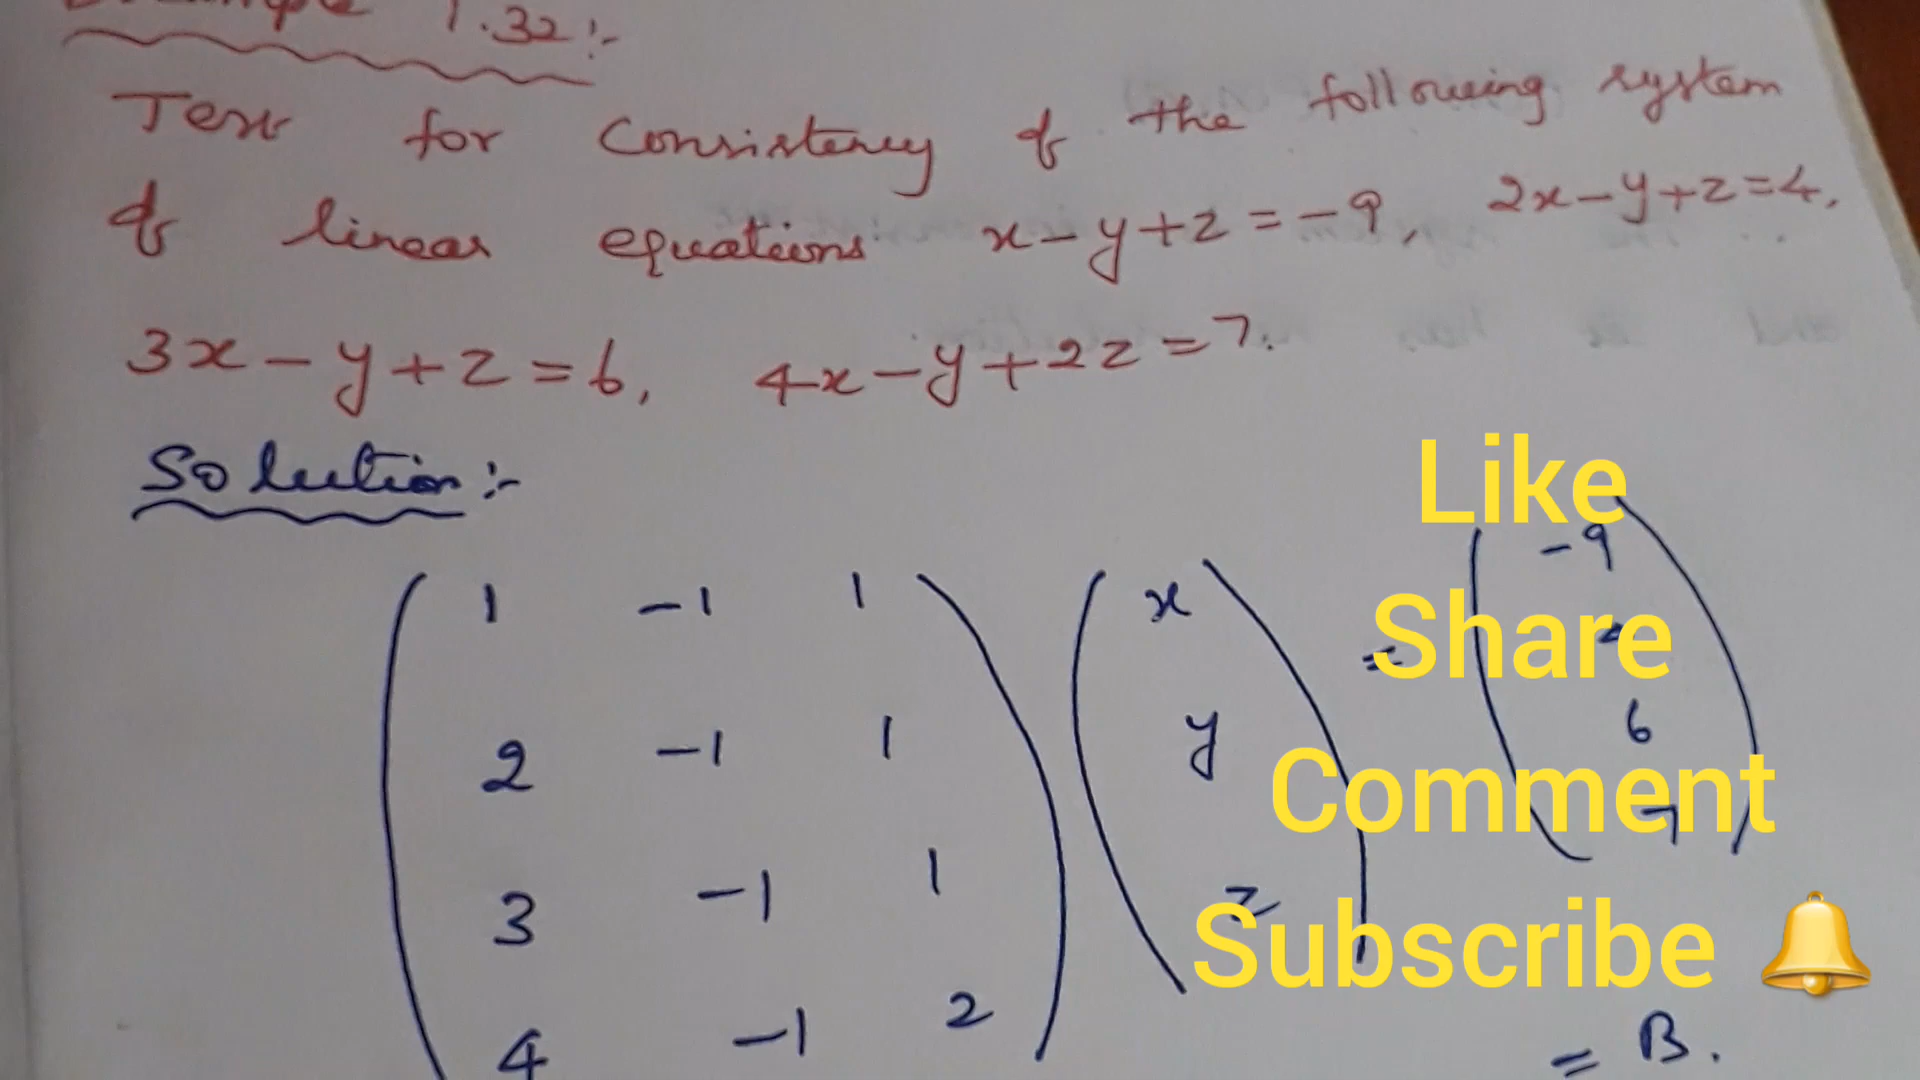 Example 1.32:-
Test for Consistency of the following system
of linear equations x-y+z=-9, 2x-y+z=4,
3x-y+z=6, 4x-y+2z=7.
Solution:-
1 -1 1 x -9
2 -1 1 y =
3 -1 1 z 6
4 -1 2 7
= B.
Like
Share
Comment
Subscribe 🔔